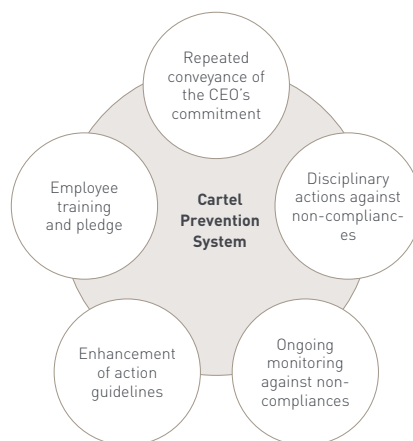 Repeated
conveyance of
the CEO's
commitment
Employee
training
and pledge
Cartel
Prevention
System
Disciplinary
actions against
non-complianc-
es
Enhancement
of action
guidelines
Ongoing
monitoring
against non-
compliances